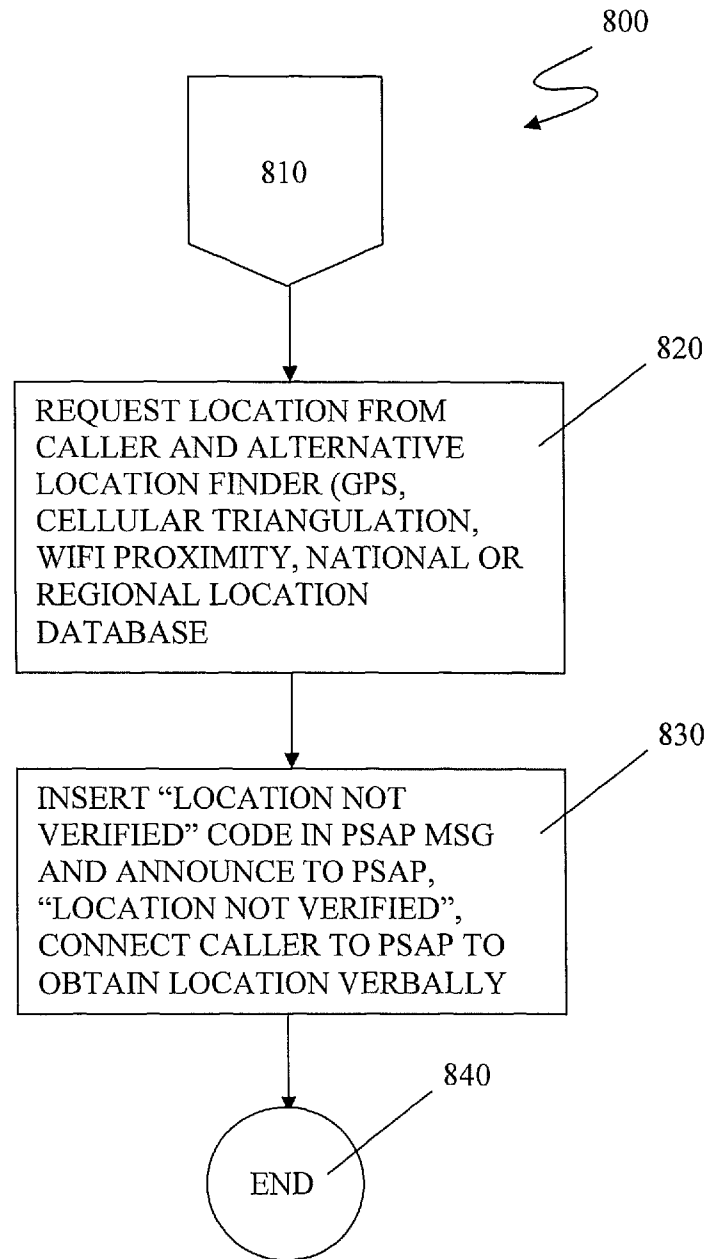 800
810
820
REQUEST LOCATION FROM
CALLER AND ALTERNATIVE
LOCATION FINDER (GPS,
CELLULAR TRIANGULATION,
WIFI PROXIMITY, NATIONAL OR
REGIONAL LOCATION
DATABASE
830
INSERT “LOCATION NOT
VERIFIED” CODE IN PSAP MSG
AND ANNOUNCE TO PSAP,
“LOCATION NOT VERIFIED”,
CONNECT CALLER TO PSAP TO
OBTAIN LOCATION VERBALLY
840
END